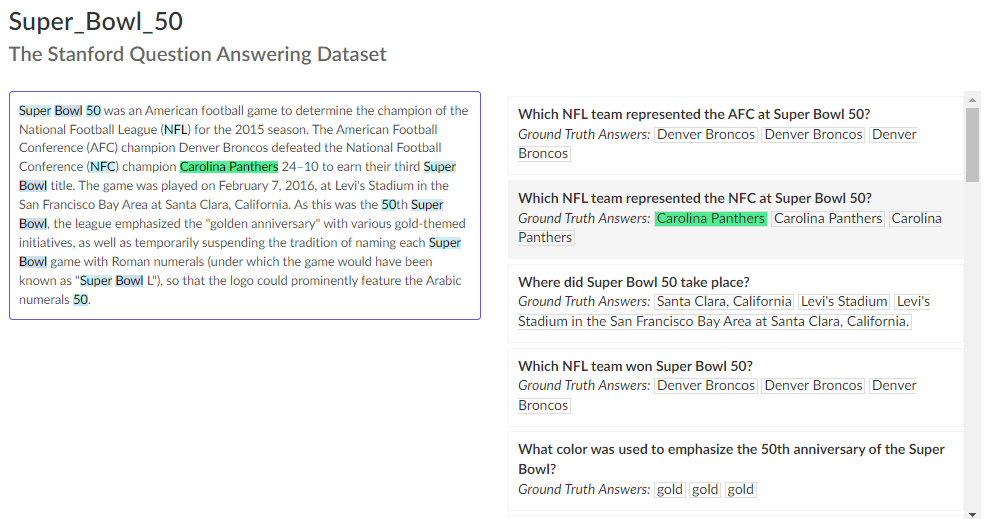 Super_Bowl_50
The Stanford Question Answering Dataset
Super Bowl 50 was an American football game to determine the champion of the
National Football League (NFL) for the 2015 season. The American Football
Conference (AFC) champion Denver Broncos defeated the National Football
Conference (NFC) champion Carolina Panthers 24–10 to earn their third Super
Bowl title. The game was played on February 7, 2016, at Levi's Stadium in the
San Francisco Bay Area at Santa Clara, California. As this was the 50th Super
Bowl, the league emphasized the "golden anniversary" with various gold-themed
initiatives, as well as temporarily suspending the tradition of naming each Super
Bowl game with Roman numerals (under which the game would have been
known as "Super Bowl L"), so that the logo could prominently feature the Arabic
numerals 50.
Which NFL team represented the AFC at Super Bowl 50?
Ground Truth Answers: Denver Broncos Denver Broncos Denver
Broncos
Which NFL team represented the NFC at Super Bowl 50?
Ground Truth Answers: Carolina Panthers Carolina Panthers Carolina
Panthers
Where did Super Bowl 50 take place?
Ground Truth Answers: Santa Clara, California Levi's Stadium Levi's
Stadium in the San Francisco Bay Area at Santa Clara, California.
Which NFL team won Super Bowl 50?
Ground Truth Answers: Denver Broncos Denver Broncos Denver
Broncos
What color was used to emphasize the 50th anniversary of the Super
Bowl?
Ground Truth Answers: gold gold gold